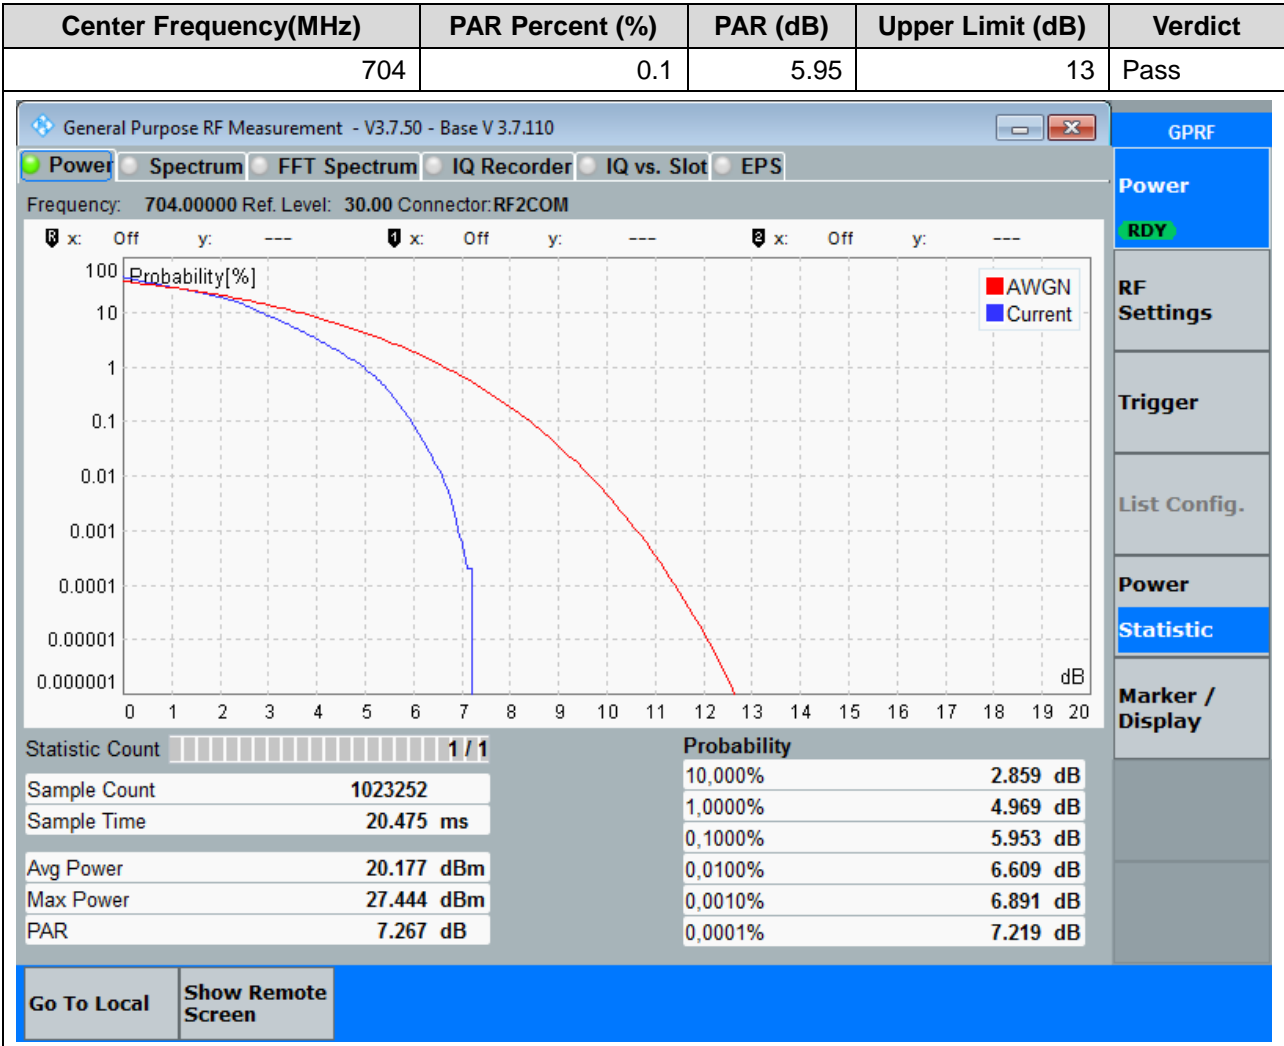 Center Frequency(MHz) PAR Percent (%) PAR (dB) Upper Limit (dB) Verdict
704 0.1 5.95 13 Pass
General Purpose RF Measurement - V3.7.50 - Base V 3.7.110
GPRF
Power Spectrum FFT Spectrum IQ Recorder IQ vs. Slot EPS
Frequency: 704.00000 Ref. Level: 30.00 Connector: RF2COM
R x: Off y: --- 1 x: Off y: --- 2 x: Off y: ---
Probability[%]
AWGN
Current
100
10
1
0.1
0.01
0.001
0.0001
0.00001
0.000001
dB
0 1 2 3 4 5 6 7 8 9 10 11 12 13 14 15 16 17 18 19 20
Statistic Count 1 / 1
Sample Count 1023252
Sample Time 20.475 ms
Avg Power 20.177 dBm
Max Power 27.444 dBm
PAR 7.267 dB
Probability
10,000% 2.859 dB
1,0000% 4.969 dB
0,1000% 5.953 dB
0,0100% 6.609 dB
0,0010% 6.891 dB
0,0001% 7.219 dB
Power
RDY
RF
Settings
Trigger
List Config.
Power
Statistic
Marker /
Display
Go To Local
Show Remote
Screen